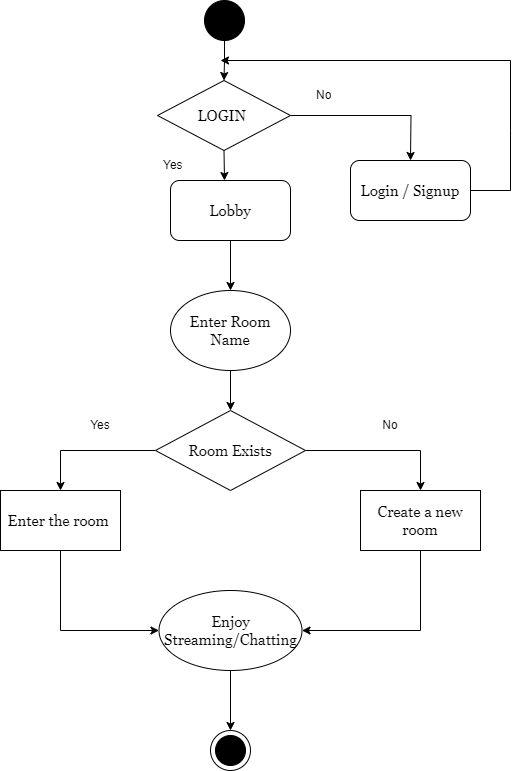 No
LOGIN
Yes
Login / Signup
Lobby
Enter Room
Name
Yes
No
Room Exists
Enter the room
Create a new
room
Enjoy
Streaming/Chatting